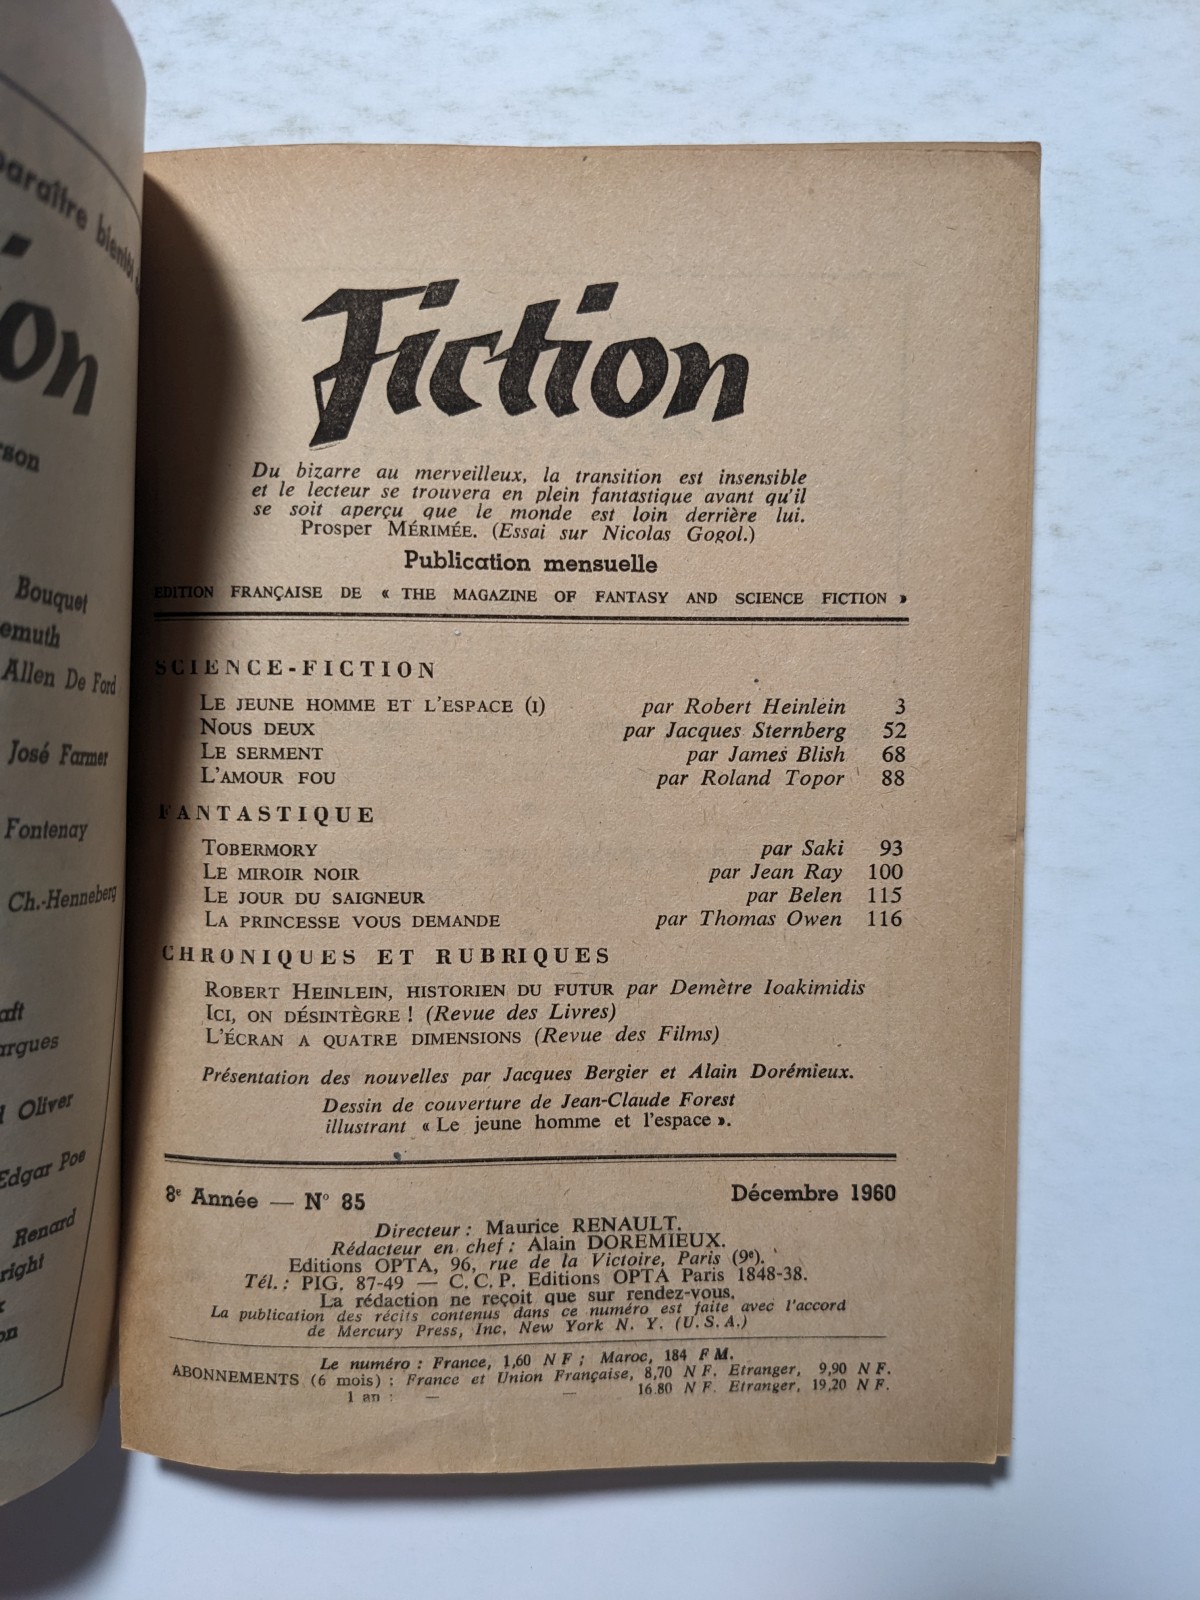 paraître bientôt
ion
Bouquet
Allen De Ford
José Farmer
Fontenay
Ch.-Henneberg
Oliver
Edgar Poe
Renard
Fiction
Du bizarre au merveilleux, la transition est insensible
et le lecteur se trouvera en plein fantastique avant qu'il
se soit aperçu que le monde est loin derrière lui.
Prosper MÉRIMÉE. (Essai sur Nicolas Gogol.)
Publication mensuelle
EDITION FRANÇAISE DE « THE MAGAZINE OF FANTASY AND SCIENCE FICTION »
SCIENCE-FICTION
LE JEUNE HOMME ET L'ESPACE (I) par Robert Heinlein 3
NOUS DEUX par Jacques Sternberg 52
LE SERMENT par James Blish 68
L'AMOUR FOU par Roland Topor 88
FANTASTIQUE
TOBERMORY par Saki 93
LE MIROIR NOIR par Jean Ray 100
LE JOUR DU SAIGNEUR par Belen 115
LA PRINCESSE VOUS DEMANDE par Thomas Owen 116
CHRONIQUES ET RUBRIQUES
ROBERT HEINLEIN, HISTORIEN DU FUTUR par Demètre Ioakimidis
ICI, ON DÉSINTÈGRE ! (Revue des Livres)
L'ÉCRAN A QUATRE DIMENSIONS (Revue des Films)
Présentation des nouvelles par Jacques Bergier et Alain Dorémieux.
Dessin de couverture de Jean-Claude Forest
illustrant « Le jeune homme et l'espace ».
8e Année — No 85 Décembre 1960
Directeur : Maurice RENAULT.
Rédacteur en chef : Alain DOREMIEUX.
Editions OPTA, 96, rue de la Victoire, Paris (9e).
Tél. : PIG. 87-49 — C. C. P. Editions OPTA Paris 1848-38.
La rédaction ne reçoit que sur rendez-vous.
La publication des récits contenus dans ce numéro est faite avec l'accord
de Mercury Press, Inc. New York N. Y. (U. S. A.)
Le numéro : France, 1,60 N F ; Maroc, 184 F M.
ABONNEMENTS (6 mois) : France et Union Française, 8,70 N F. Etranger, 9,90 N F.
1 an : — — 16.80 N F. Etranger, 19,20 N F.